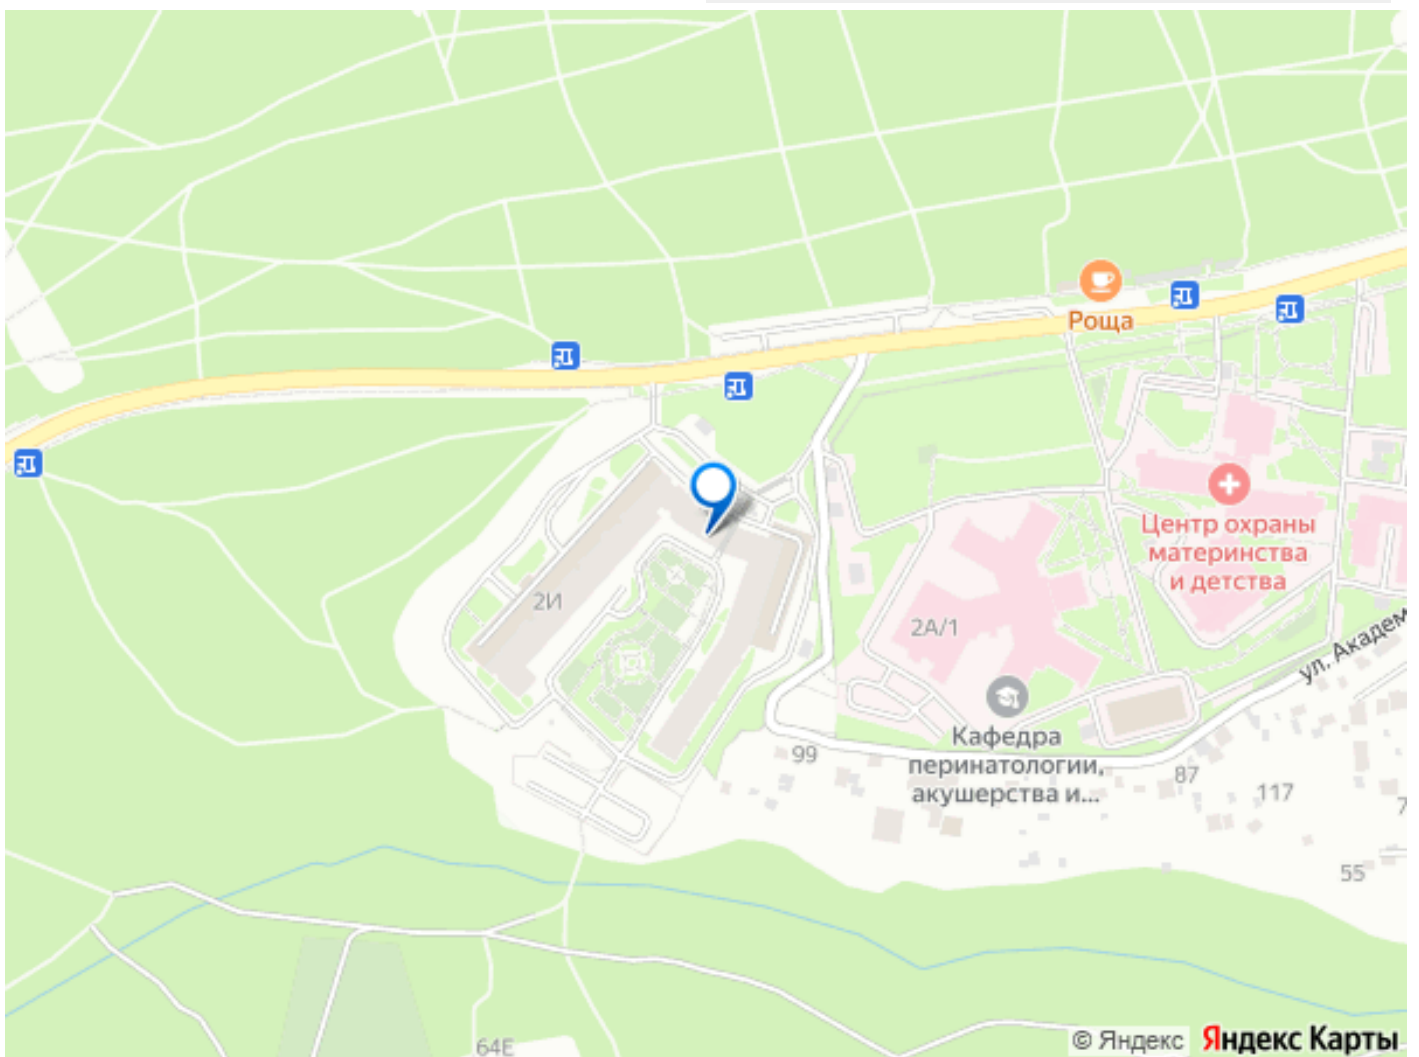 Роща
Центр охраны
материнства
и детства
2И
2А/1
ул. Академ
Кафедра
перинатологии,
акушерства и...
99
87
117
7
55
64Е
© Яндекс Яндекс Карты